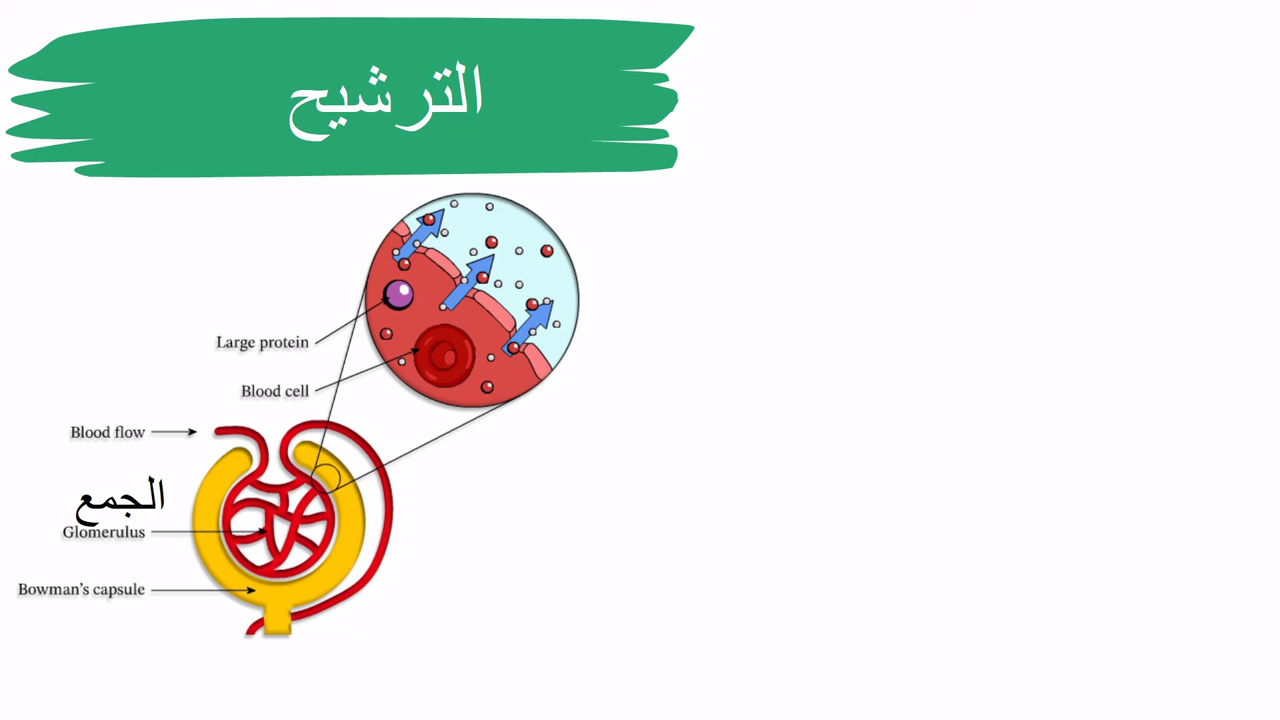 الترشيح
Large protein
Blood cell
Blood flow
الجمع
Glomerulus
Bowman's capsule